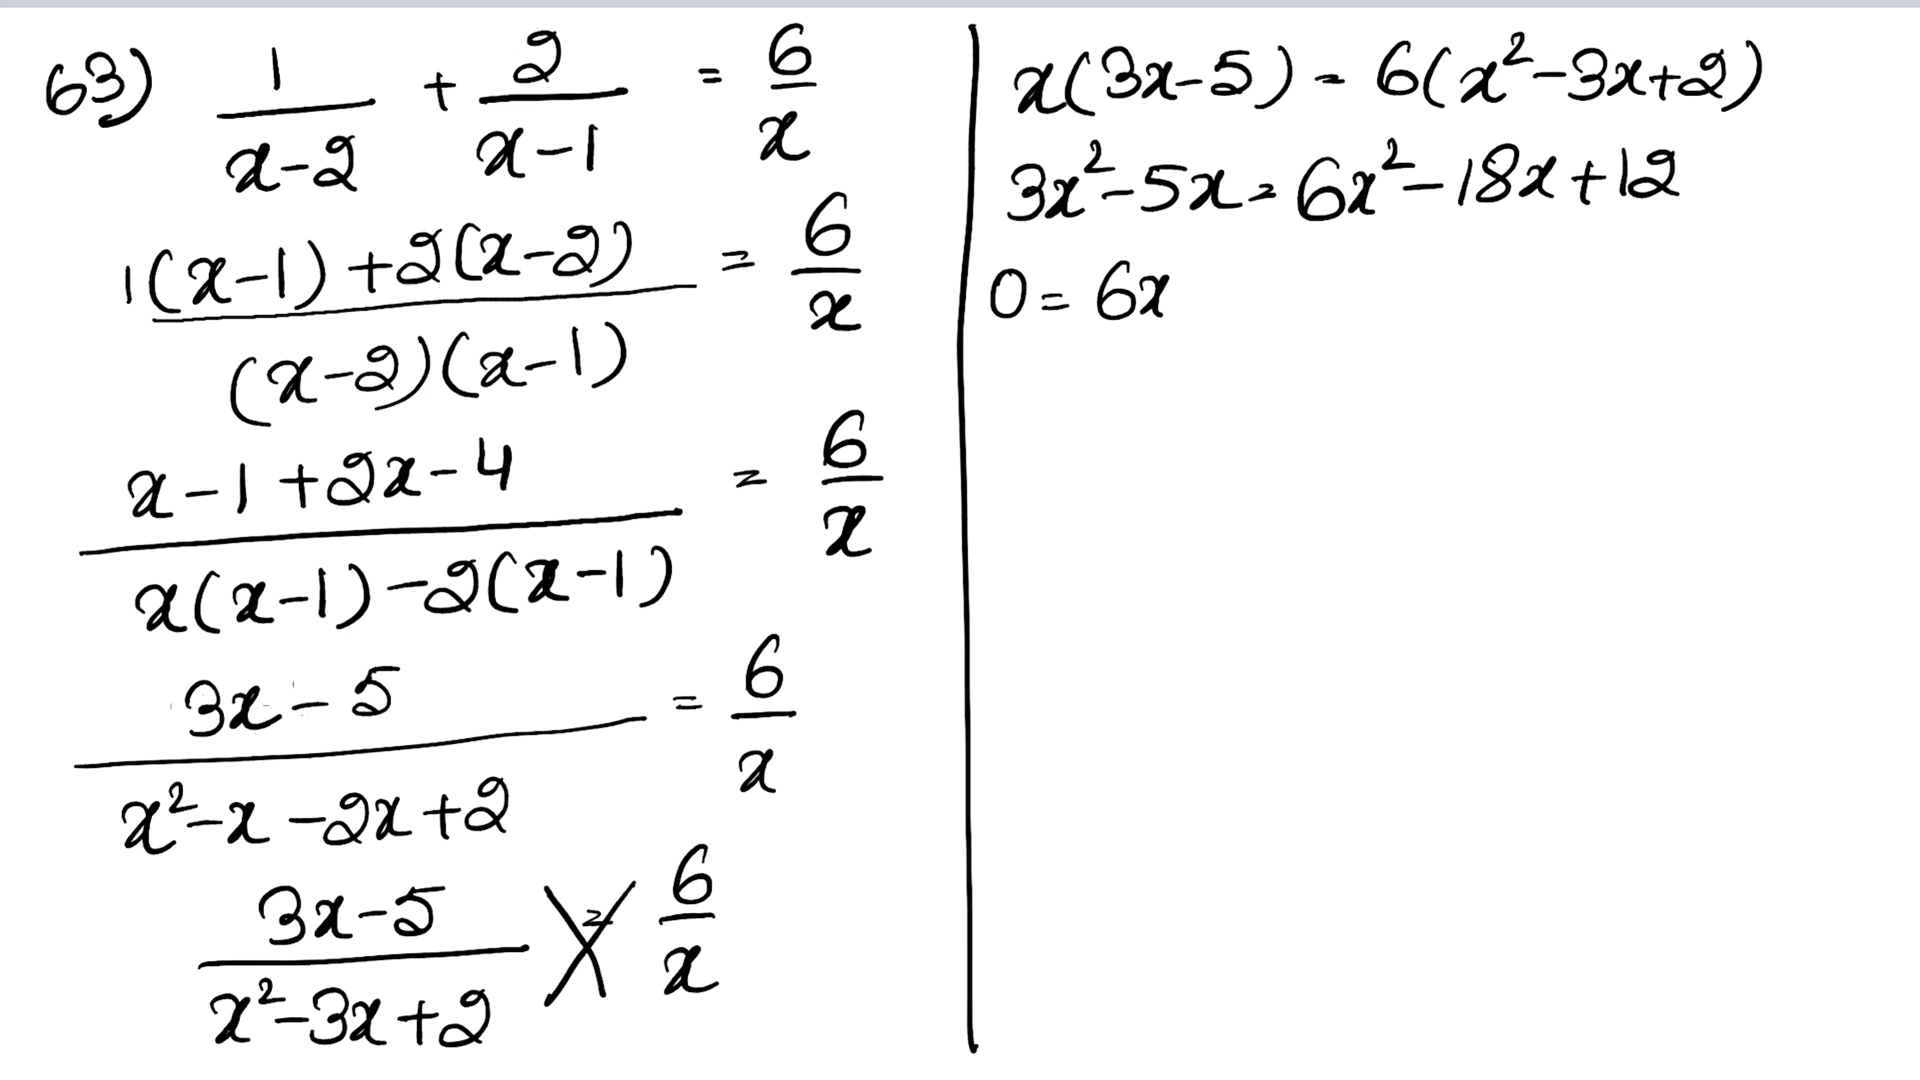 63) 1/(x-2) + 2/(x-1) = 6/x
(1(x-1)+2(x-2))/((x-2)(x-1)) = 6/x
(x-1+2x-4)/(x(x-1)-2(x-1)) = 6/x
(3x-5)/(x²-x-2x+2) = 6/x
(3x-5)/(x²-3x+2) = 6/x
x(3x-5) = 6(x²-3x+2)
3x²-5x = 6x²-18x+12
0 = 6x